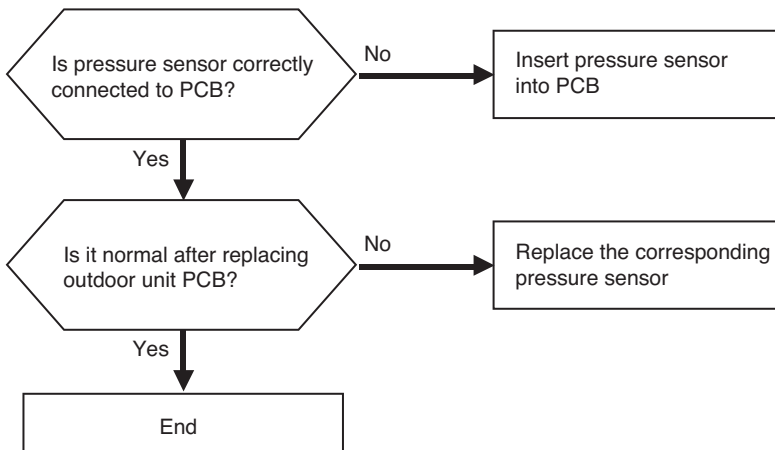 Is pressure sensor correctly
connected to PCB?
No
Insert pressure sensor
into PCB
Yes
Is it normal after replacing
outdoor unit PCB?
No
Replace the corresponding
pressure sensor
Yes
End